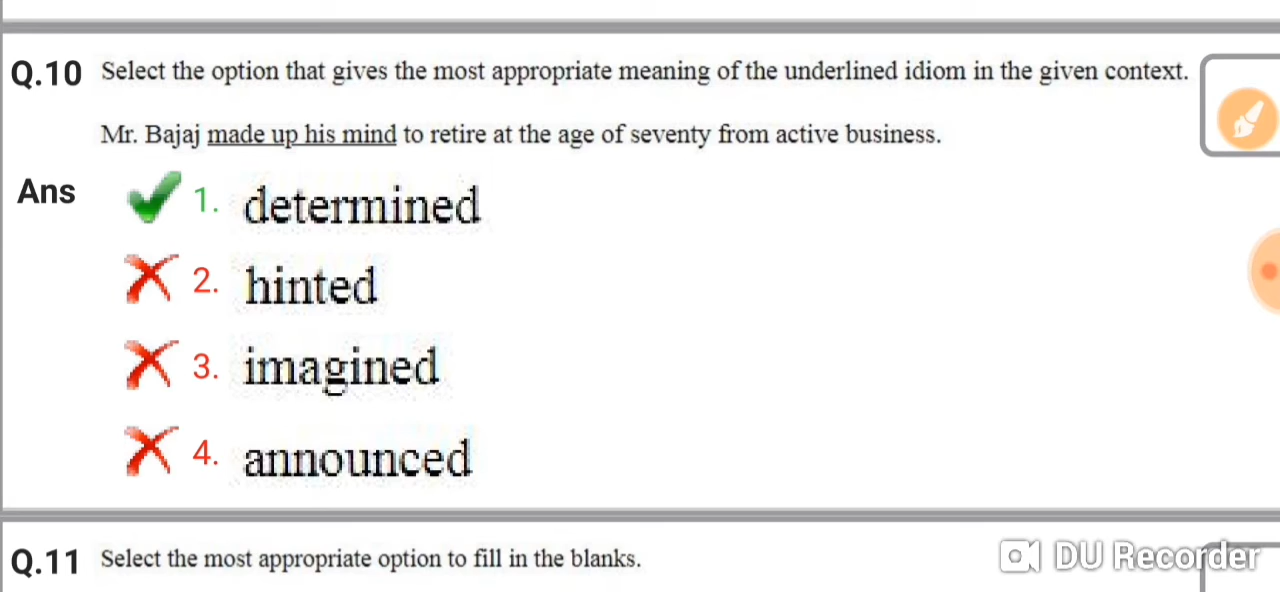 Q.10 Select the option that gives the most appropriate meaning of the underlined idiom in the given context.
Mr. Bajaj made up his mind to retire at the age of seventy from active business.
Ans 1. determined
2. hinted
3. imagined
4. announced
Q.11 Select the most appropriate option to fill in the blanks.
DU Recorder